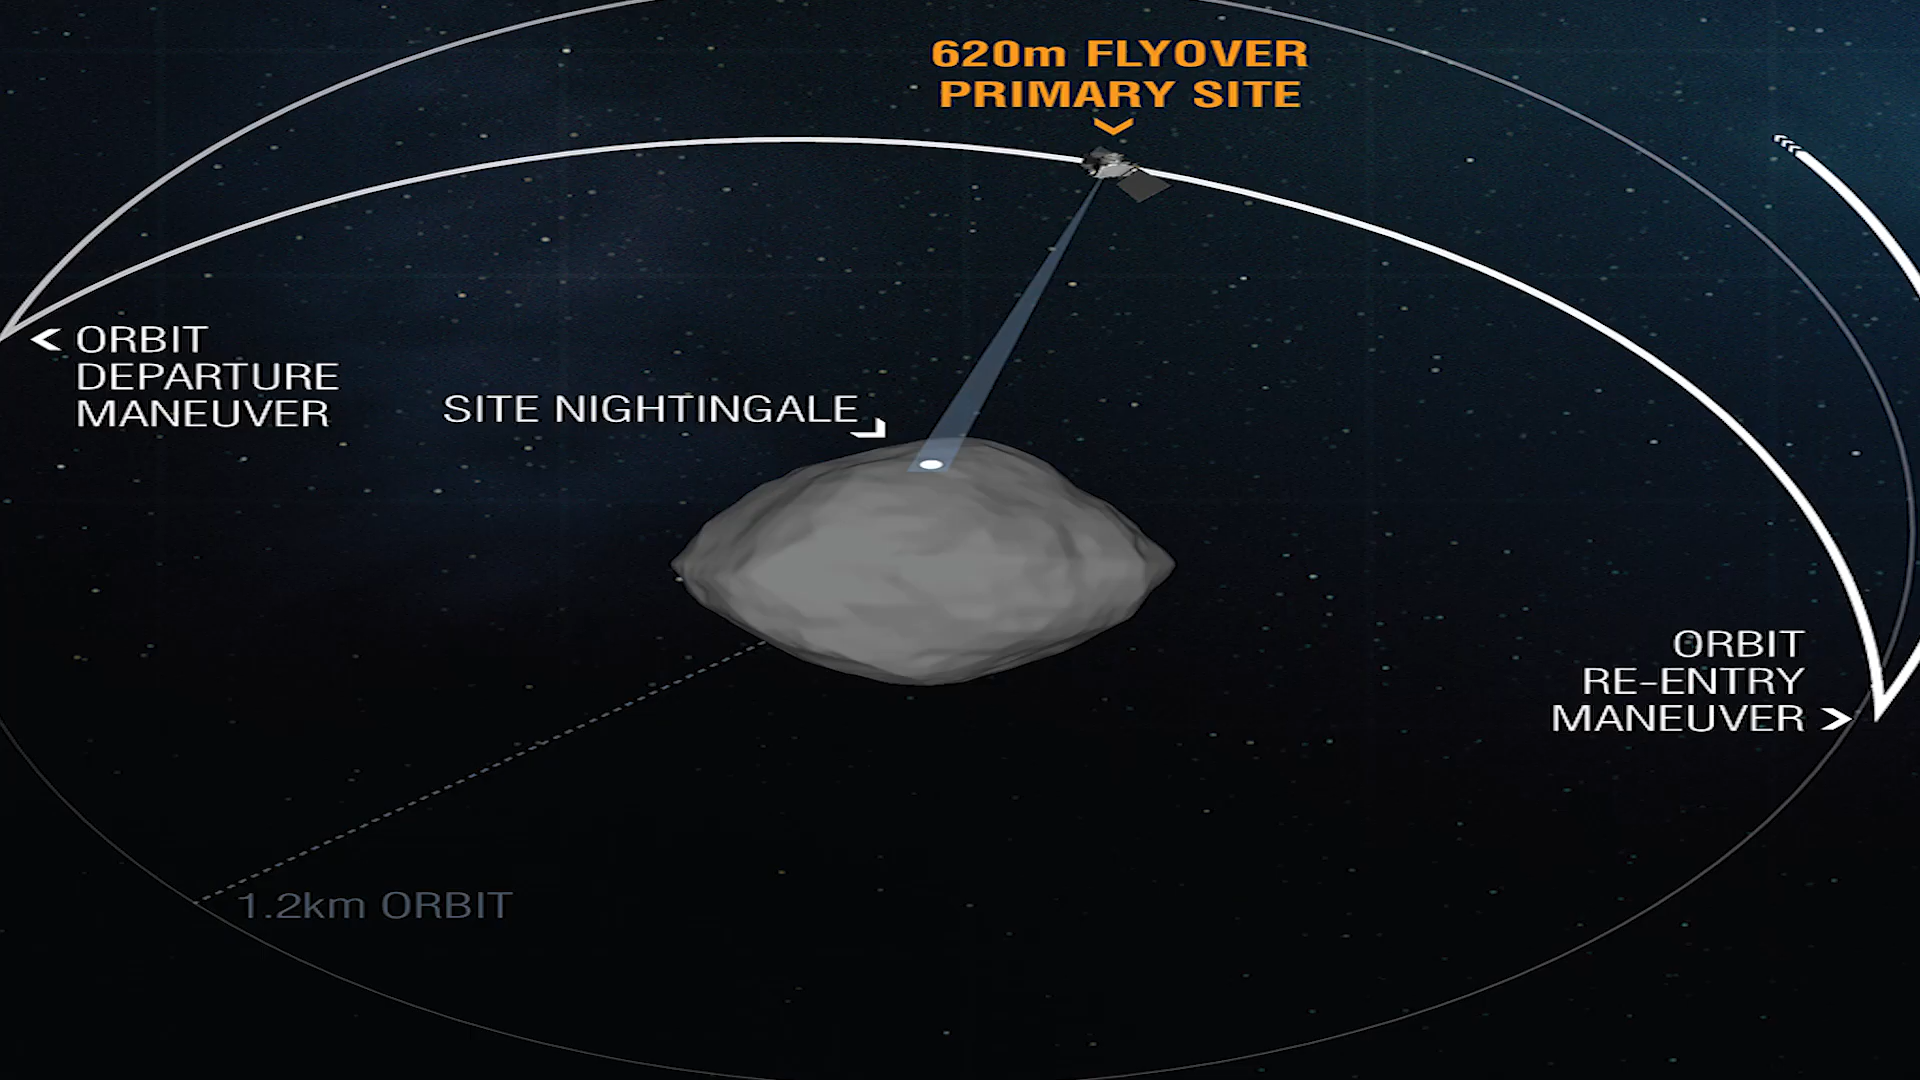 620m FLYOVER
PRIMARY SITE
ORBIT
DEPARTURE
MANEUVER
SITE NIGHTINGALE
ORBIT
RE-ENTRY
MANEUVER
1.2km ORBIT